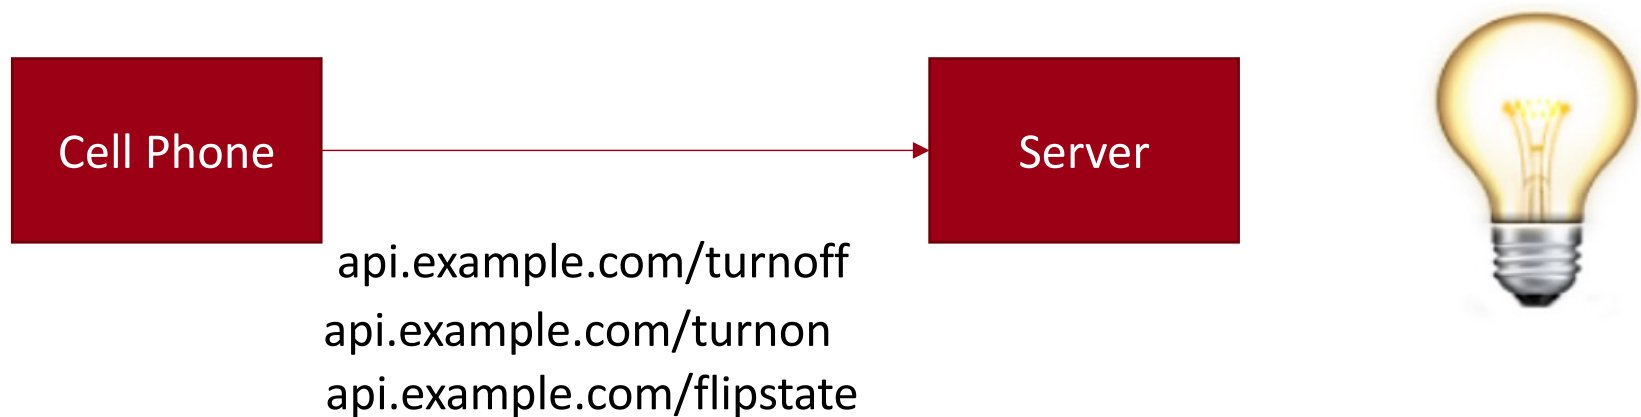 Cell Phone
Server
api.example.com/turnoff
api.example.com/turnon
api.example.com/flipstate